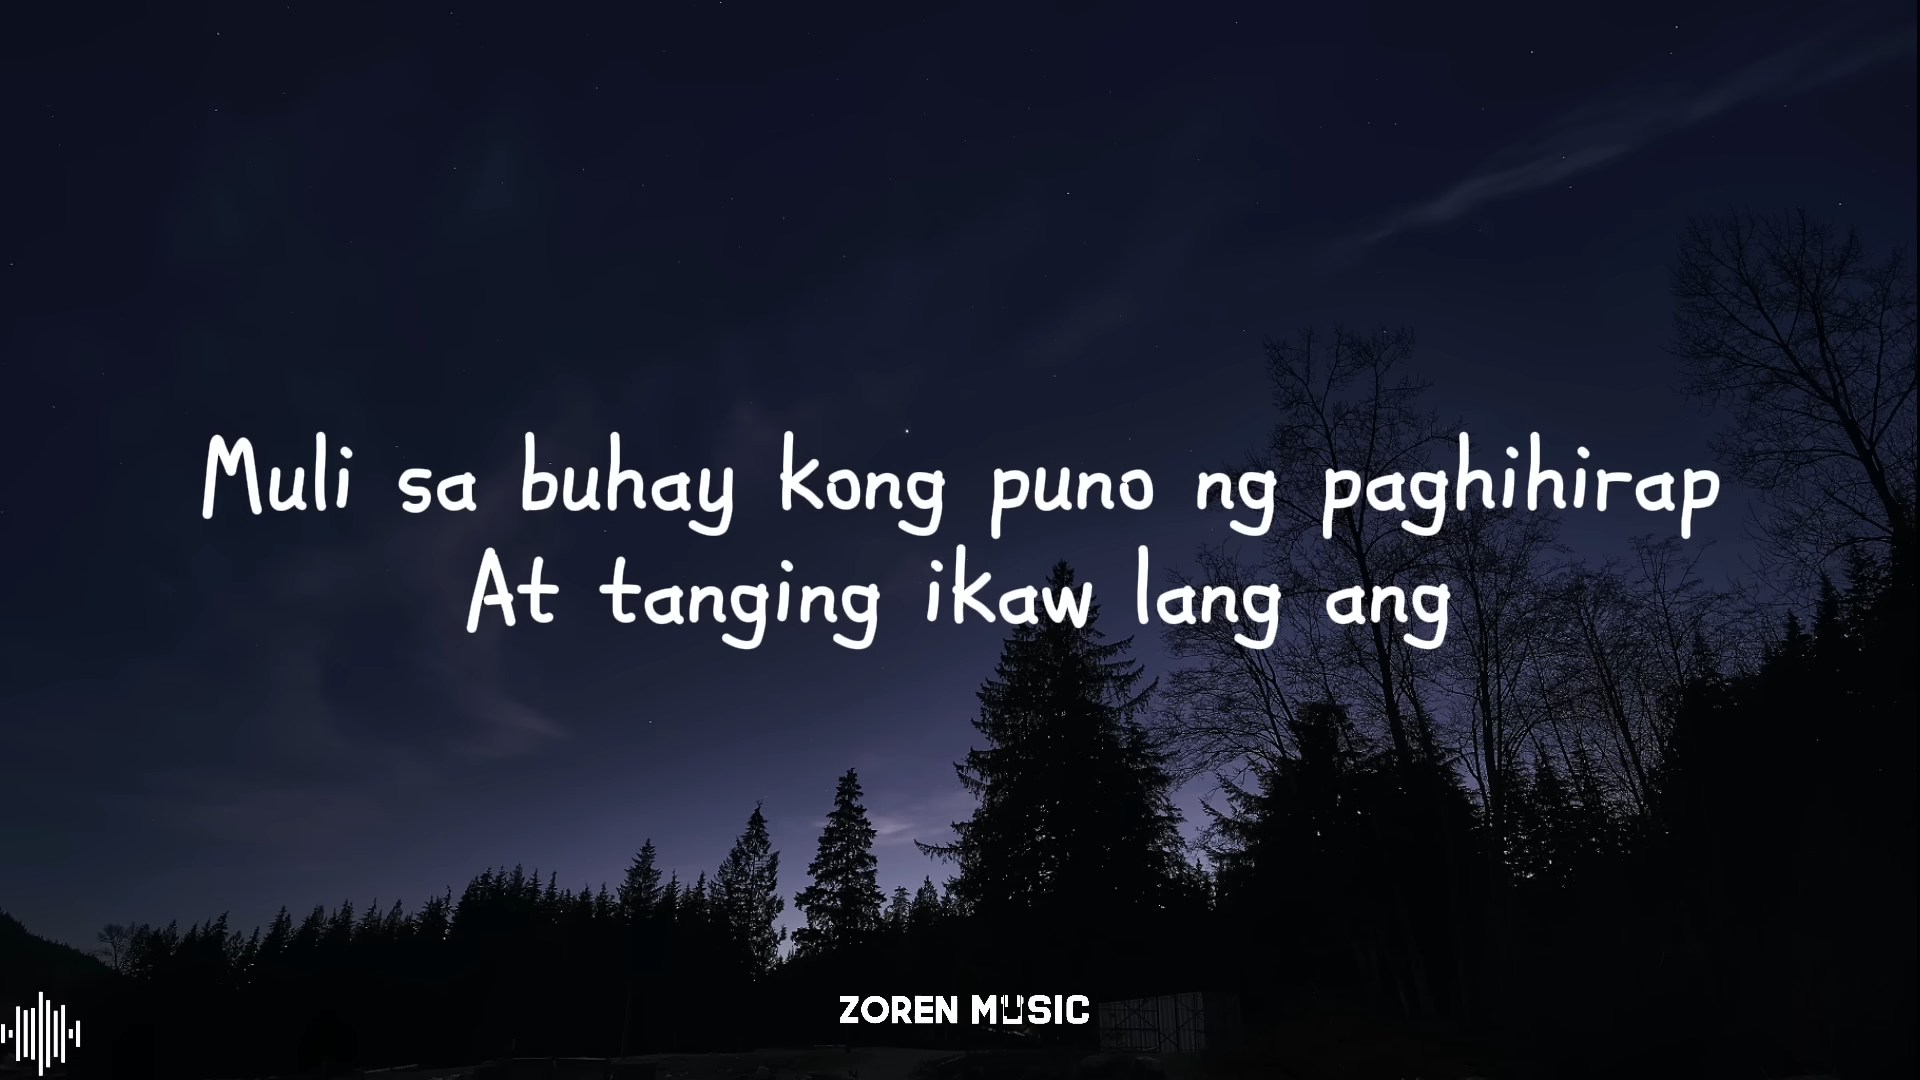 Muli sa buhay kong puno ng paghihirap
At tanging ikaw lang ang
ZOREN MUSIC